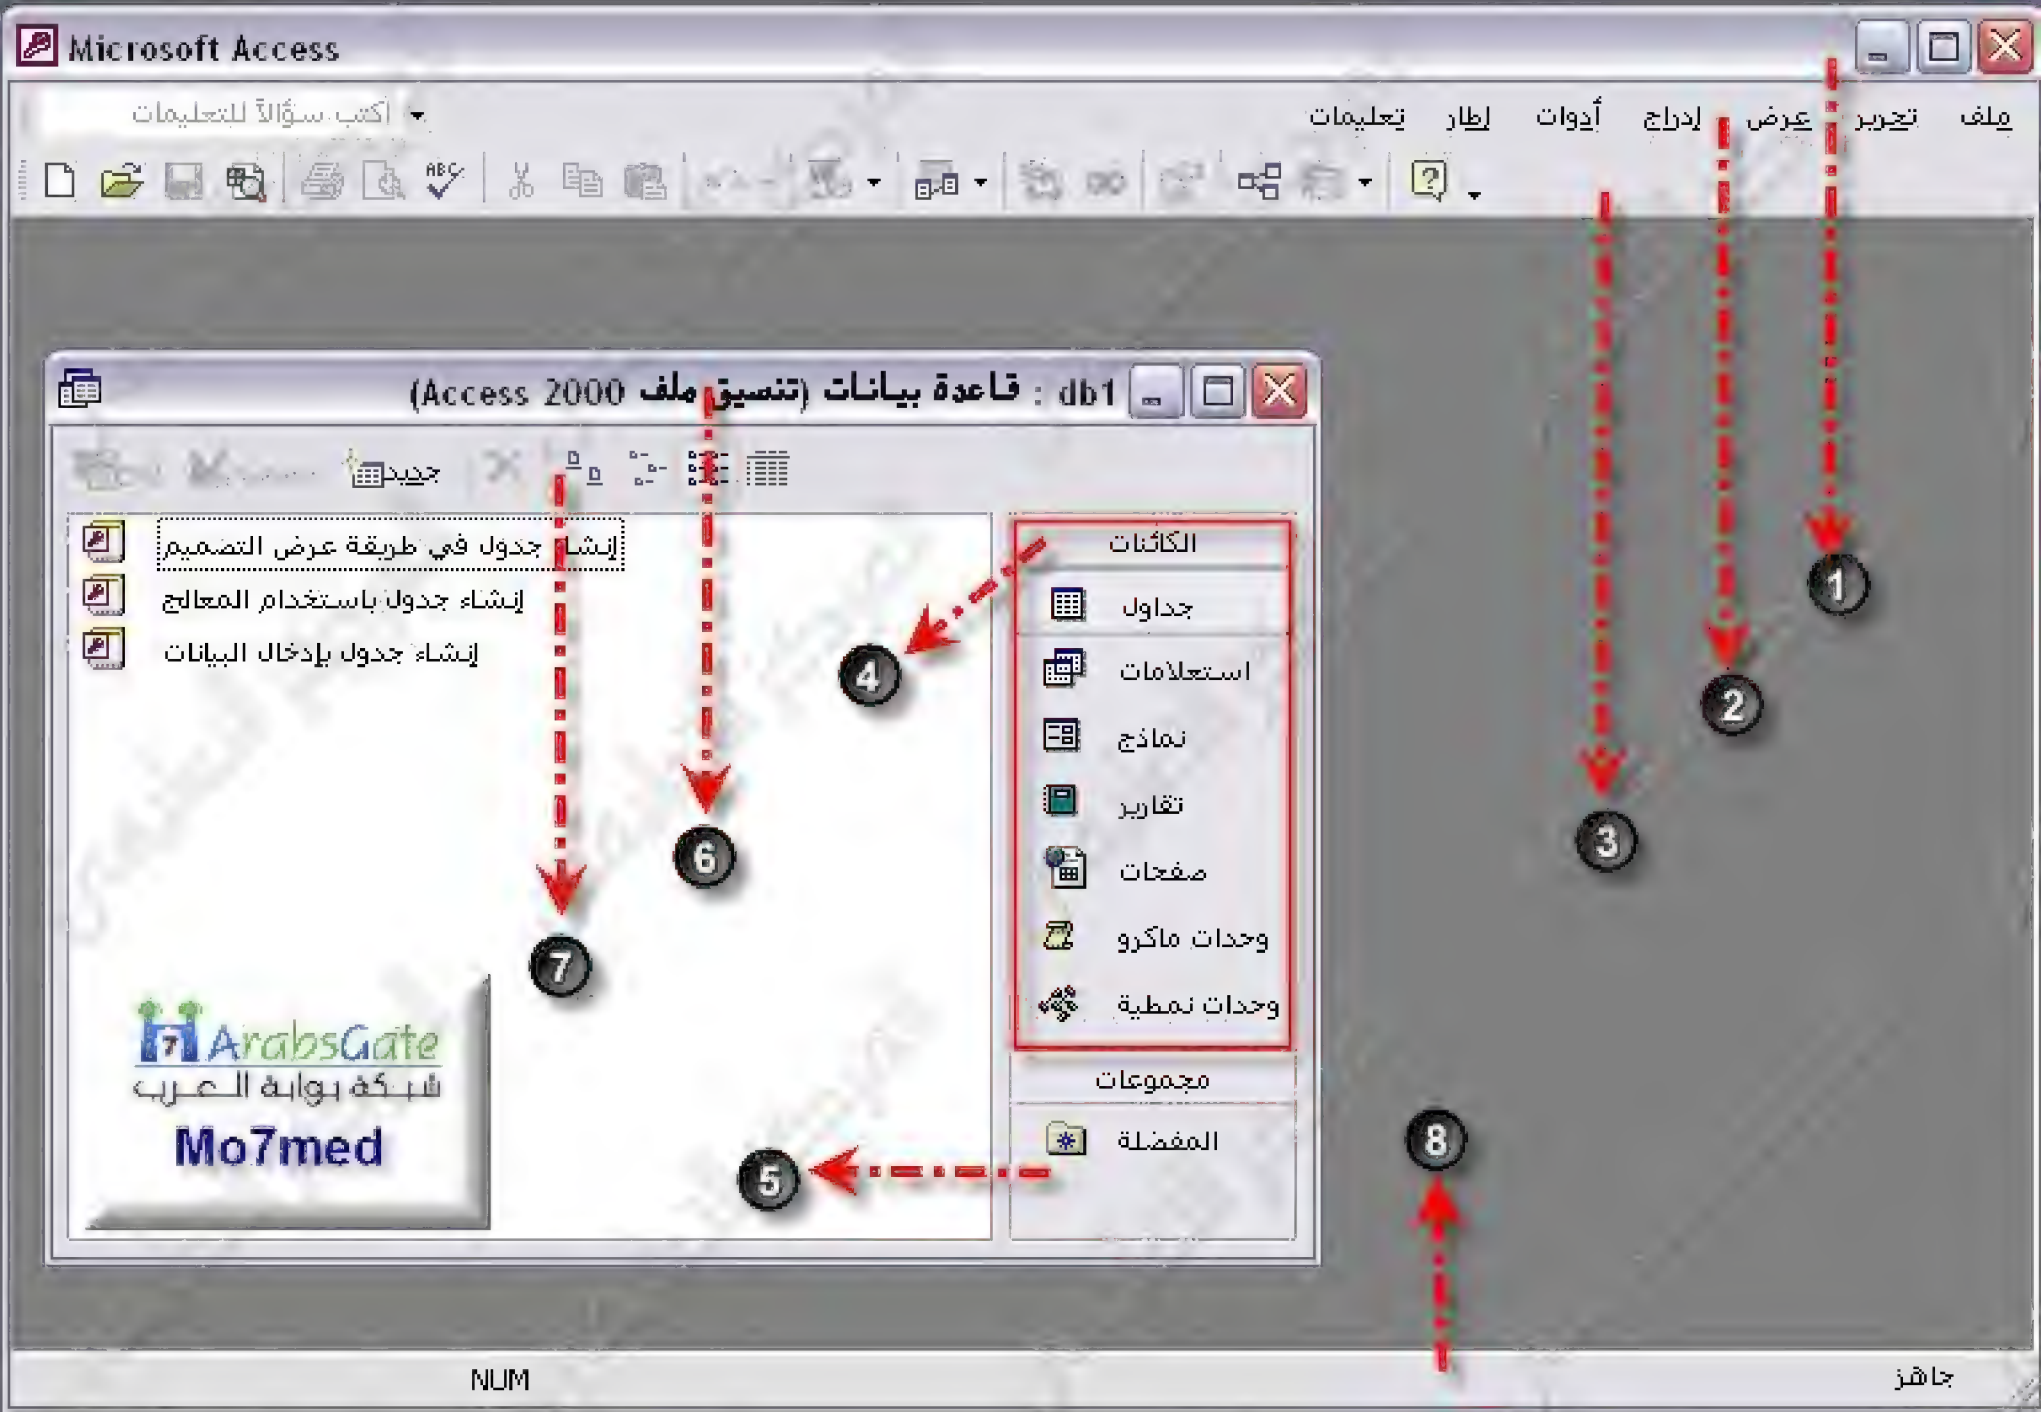 Microsoft Access
ملف تحرير عرض إدراج أدوات إطار تعليمات
اكتب سؤالاً للتعليمات
ABC
db1 : قاعدة بيانات (تنسيق ملف Access 2000)
جديد
إنشاء جدول في طريقة عرض التصميم
إنشاء جدول باستخدام المعالج
إنشاء جدول بإدخال البيانات
الكائنات
جداول
استعلامات
نماذج
تقارير
صفحات
وحدات ماكرو
وحدات نمطية
مجموعات
المفضلة
1
2
3
4
6
7
5
8
7 ArabsGate
شبكة بوابة العرب
Mo7med
جاهز
NUM